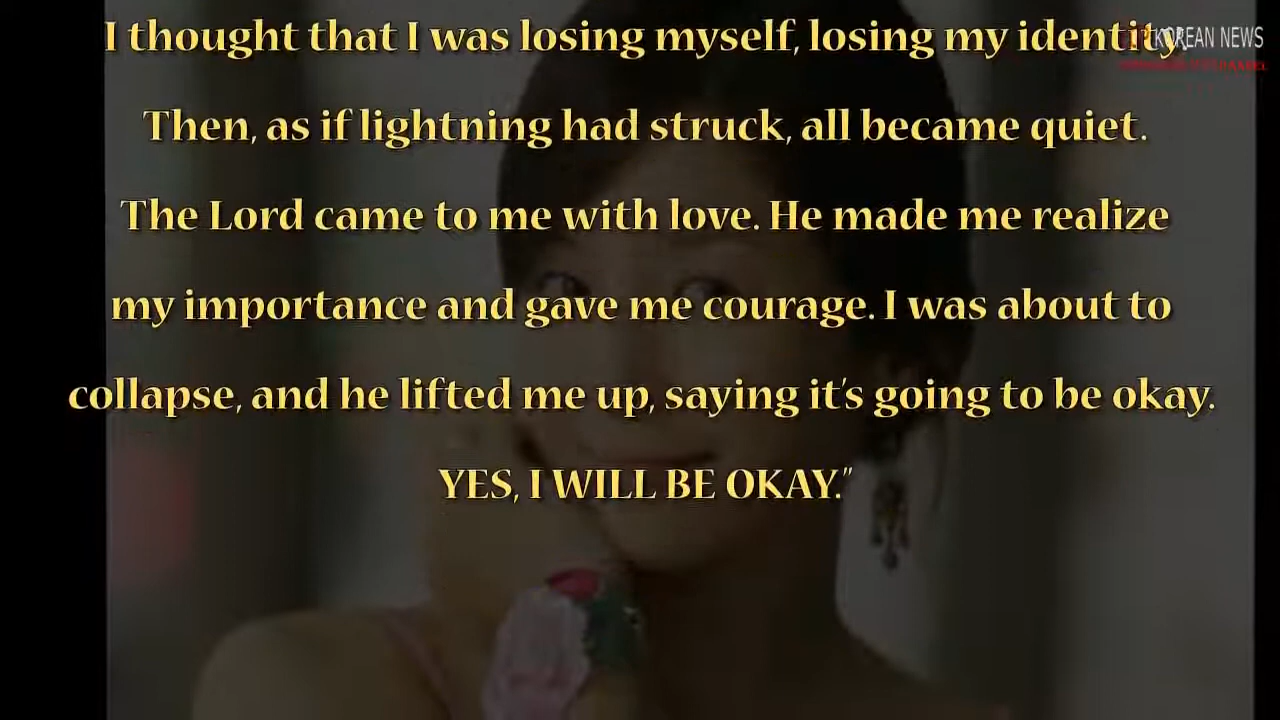 I thought that I was losing myself, losing my identity.
KOREAN NEWS
Then, as if lightning had struck, all became quiet.
The Lord came to me with love. He made me realize
my importance and gave me courage. I was about to
collapse, and he lifted me up, saying it's going to be okay.
YES, I WILL BE OKAY."